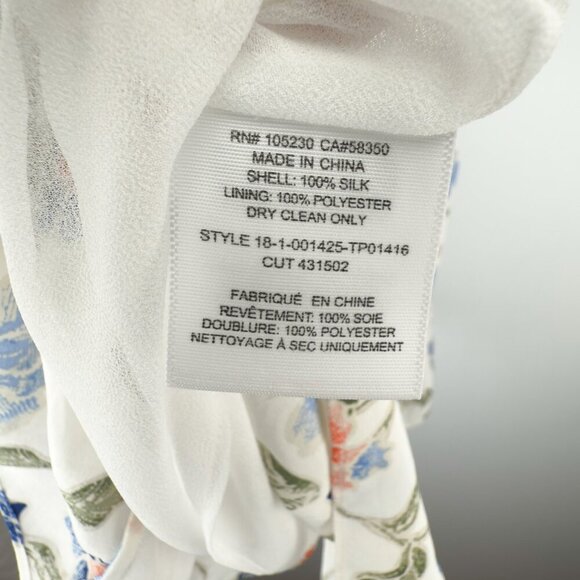 RN# 105230 CA#58350
MADE IN CHINA
SHELL: 100% SILK
LINING: 100% POLYESTER
DRY CLEAN ONLY
STYLE 18-1-001425-TP01416
CUT 431502
FABRIQUÉ EN CHINE
REVÊTEMENT: 100% SOIE
DOUBLURE: 100% POLYESTER
NETTOYAGE À SEC UNIQUEMENT